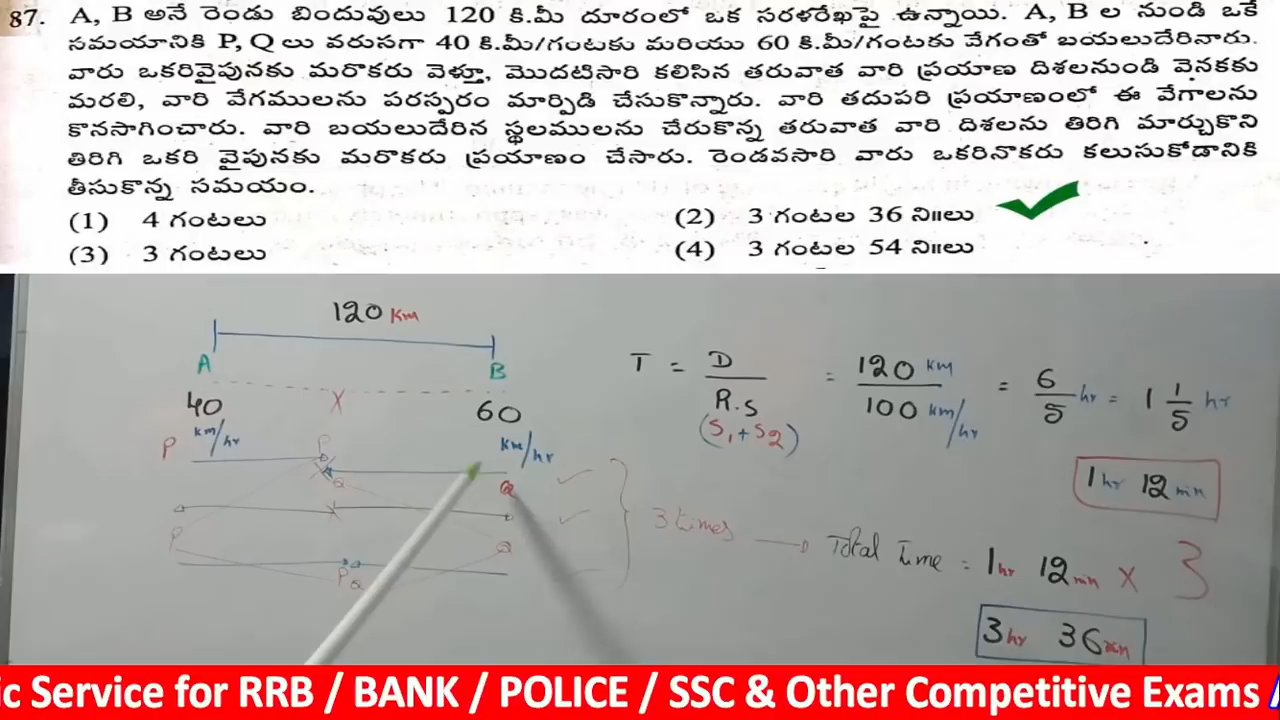 87. A, B అనే రెండు బిందువులు 120 కి.మీ దూరంలో ఒక సరళరేఖపై ఉన్నాయి. A, B ల నుండి ఒకే
సమయానికి P, Q లు వరుసగా 40 కి.మీ/గంటకు మరియు 60 కి.మీ/గంటకు వేగంతో బయలుదేరినారు.
వారు ఒకరివైపునకు మరొకరు వెళ్తూ, మొదటిసారి కలిసిన తరువాత వారి ప్రయాణ దిశలనుండి వెనకకు
మరలి, వారి వేగములను పరస్పరం మార్పిడి చేసుకొన్నారు. వారి తదుపరి ప్రయాణంలో ఈ వేగాలను
కొనసాగించారు. వారి బయలుదేరిన స్థలములను చేరుకొన్న తరువాత వారి దిశలను తిరిగి మార్చుకొని
తిరిగి ఒకరి వైపునకు మరొకరు ప్రయాణం చేసారు. రెండవసారి వారు ఒకరినొకరు కలుసుకోడానికి
తీసుకొన్న సమయం.
(1) 4 గంటలు (2) 3 గంటల 36 నిııలు
(3) 3 గంటలు (4) 3 గంటల 54 నిııలు
120 Km
A B
40 km/hr X 60 km/hr
T = D / R.S (S1 + S2) = 120 km / 100 km/hr = 6/5 hr = 1 1/5 hr
P P Q Q
1 hr 12 min
P Q
3 times → Total Time = 1 hr 12 min X 3
P Q
3 hr 36 min
ic Service for RRB / BANK / POLICE / SSC & Other Competitive Exams /